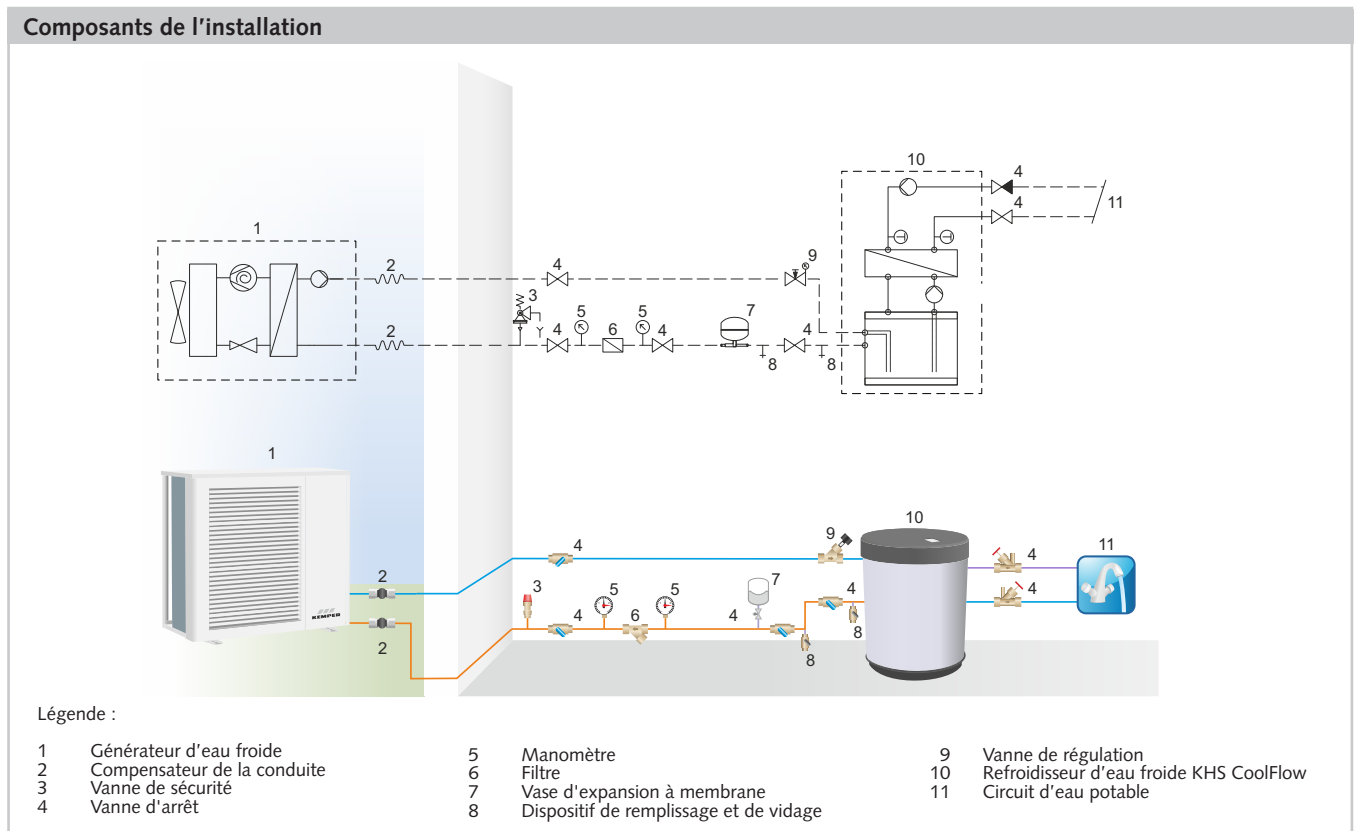 Composants de l'installation
10
4
11
4
1
2
4
9
3
5
5
7
2
4
6
4
4
8
8
1
10
11
9
4
4
2
3
5
5
7
4
4
4
6
4
8
2
8
KEMPER
Légende :
1 Générateur d'eau froide
2 Compensateur de la conduite
3 Vanne de sécurité
4 Vanne d'arrêt
5 Manomètre
6 Filtre
7 Vase d'expansion à membrane
8 Dispositif de remplissage et de vidage
9 Vanne de régulation
10 Refroidisseur d'eau froide KHS CoolFlow
11 Circuit d'eau potable